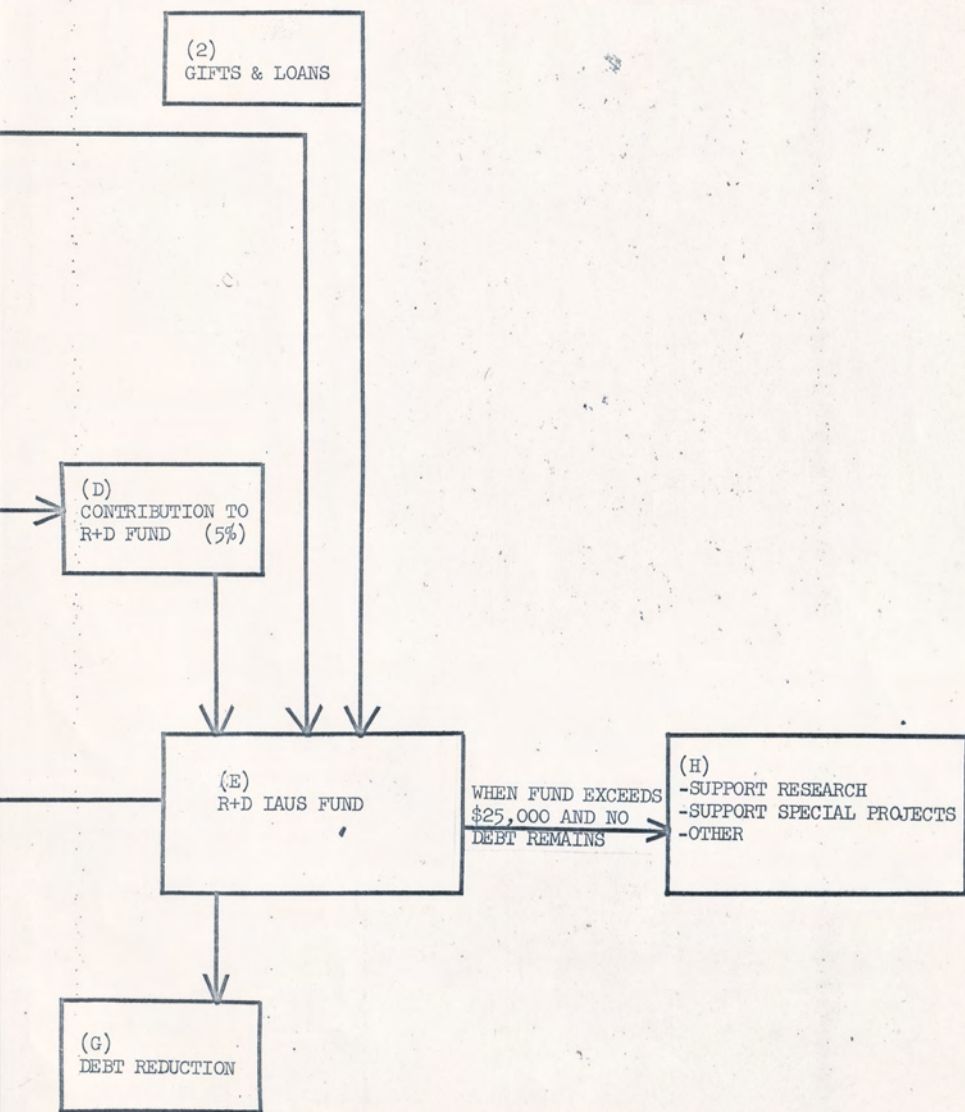 (2)
GIFTS & LOANS
(D)
CONTRIBUTION TO
R+D FUND (5%)
(E)
R+D IAUS FUND
WHEN FUND EXCEEDS
$25,000 AND NO
DEBT REMAINS
(H)
-SUPPORT RESEARCH
-SUPPORT SPECIAL PROJECTS
-OTHER
(G)
DEBT REDUCTION